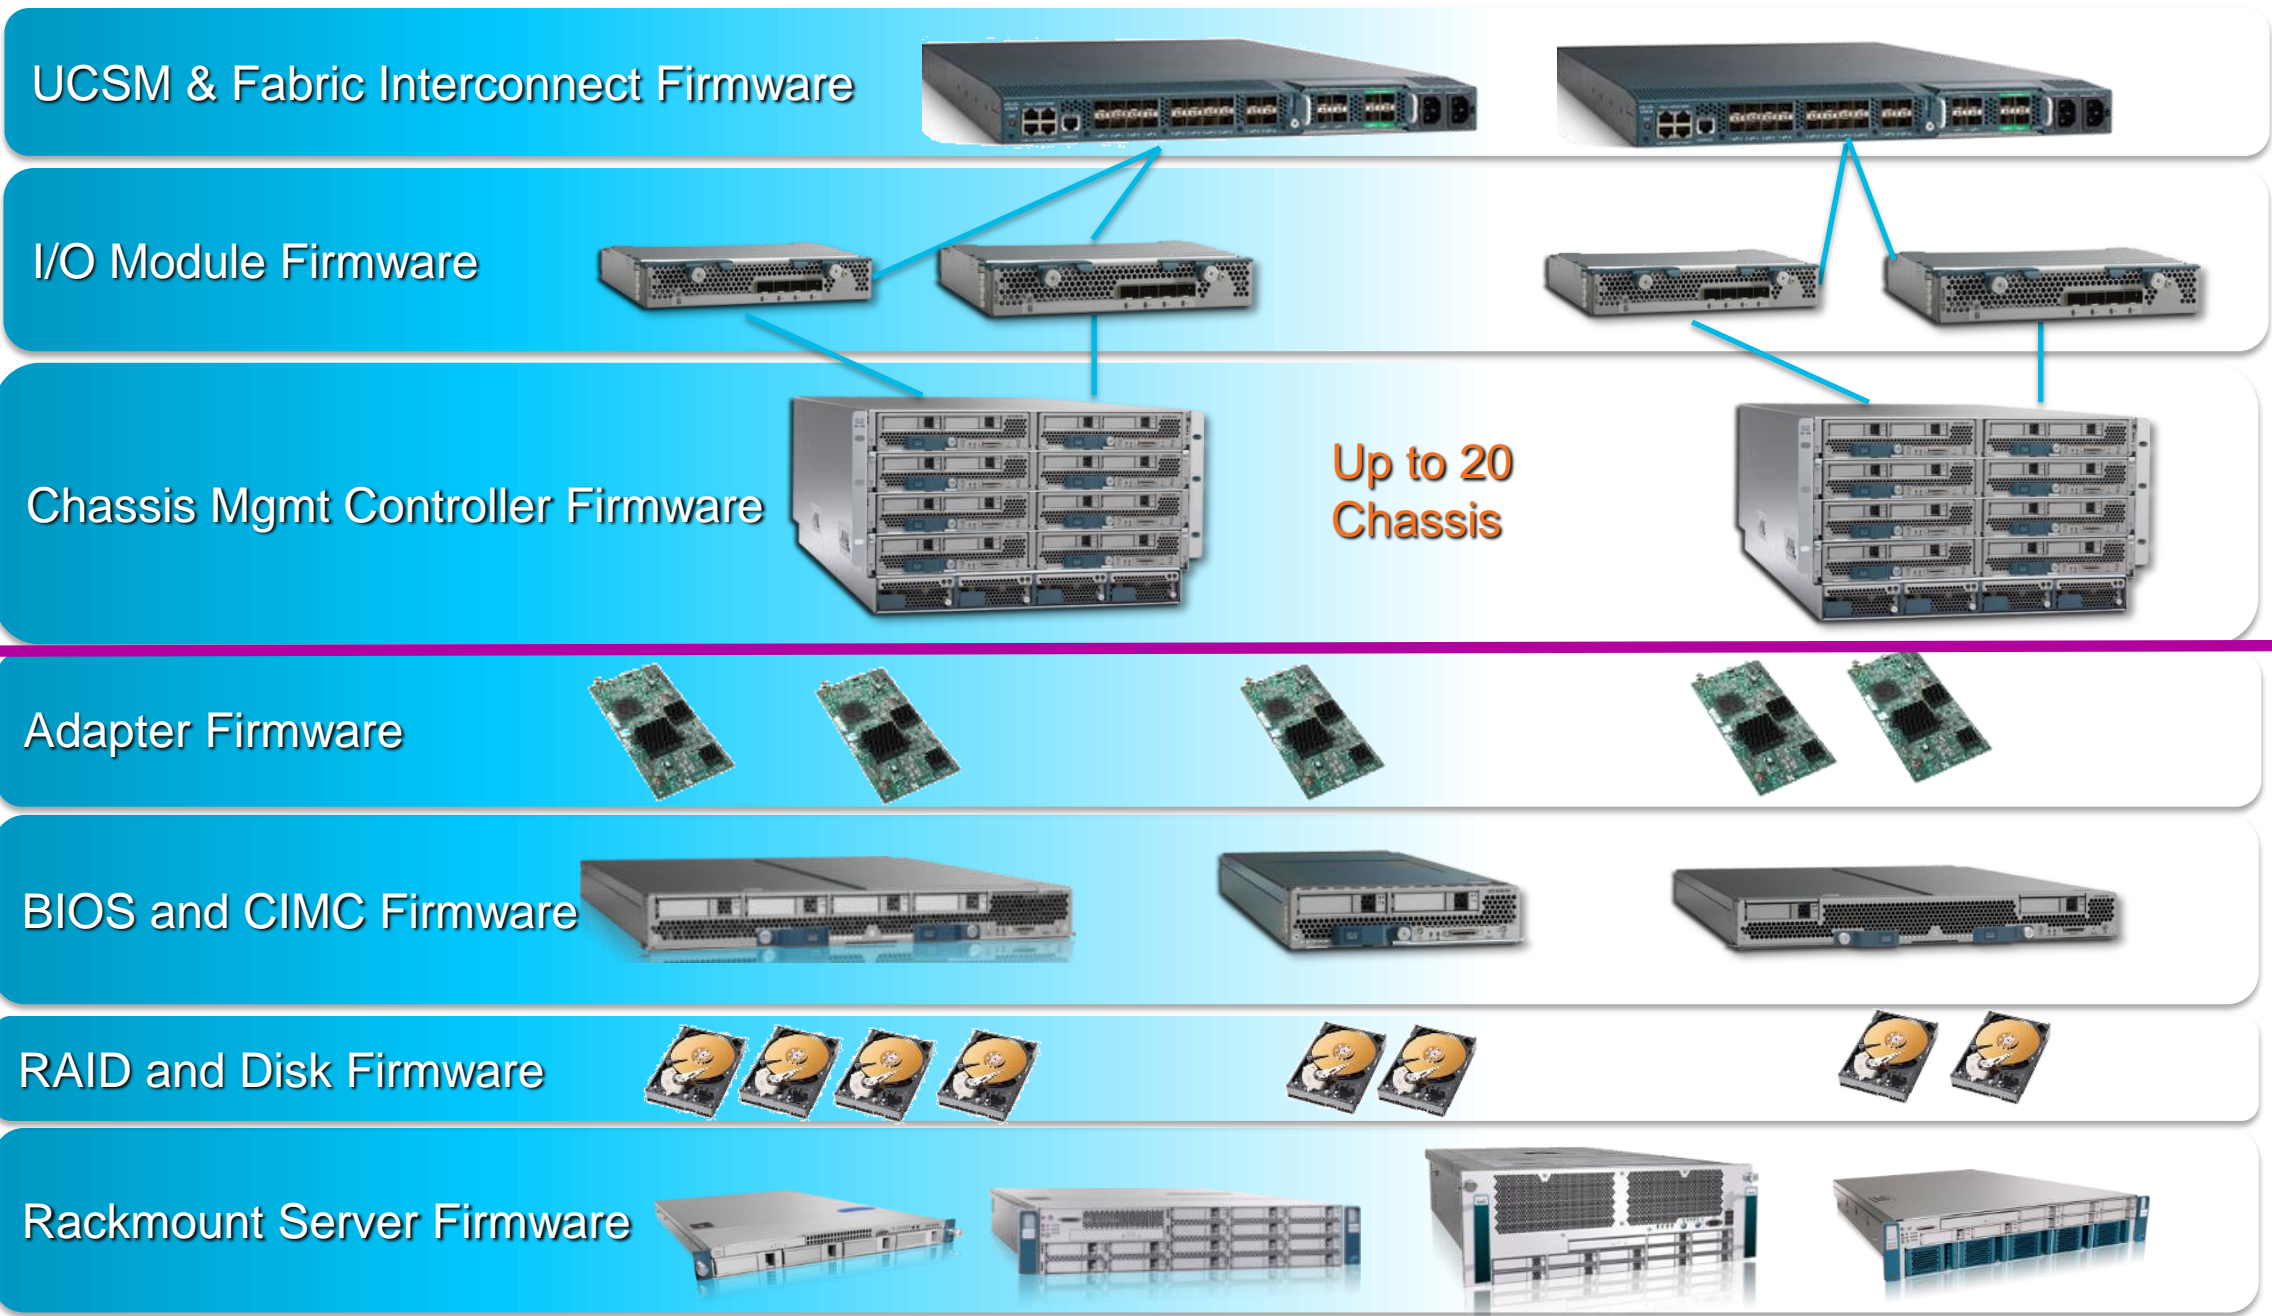 UCSM & Fabric Interconnect Firmware
I/O Module Firmware
Chassis Mgmt Controller Firmware
Up to 20
Chassis
Adapter Firmware
BIOS and CIMC Firmware
RAID and Disk Firmware
Rackmount Server Firmware